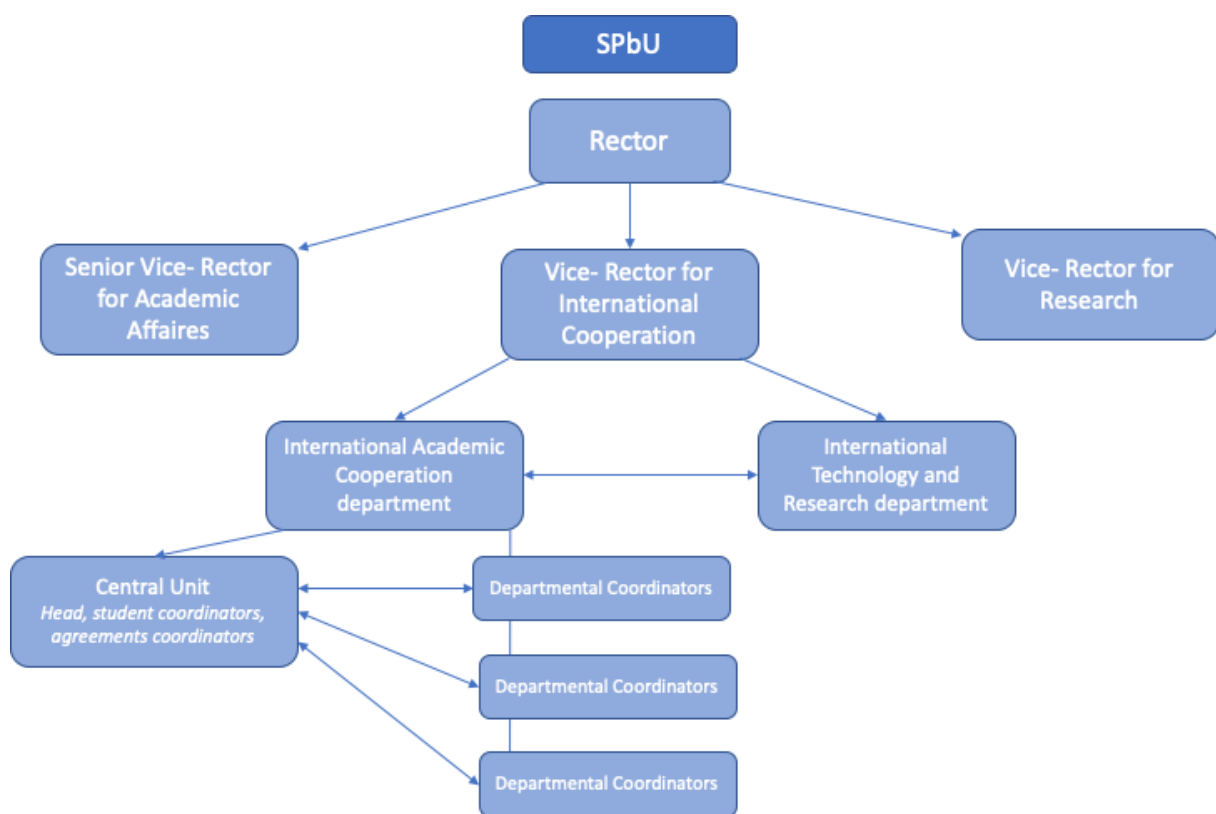 SPbU
Rector
Senior Vice- Rector
for Academic
Affaires
Vice- Rector for
International
Cooperation
Vice- Rector for
Research
International Academic
Cooperation
department
International
Technology and
Research department
Central Unit
Head, student coordinators,
agreements coordinators
Departmental Coordinators
Departmental Coordinators
Departmental Coordinators